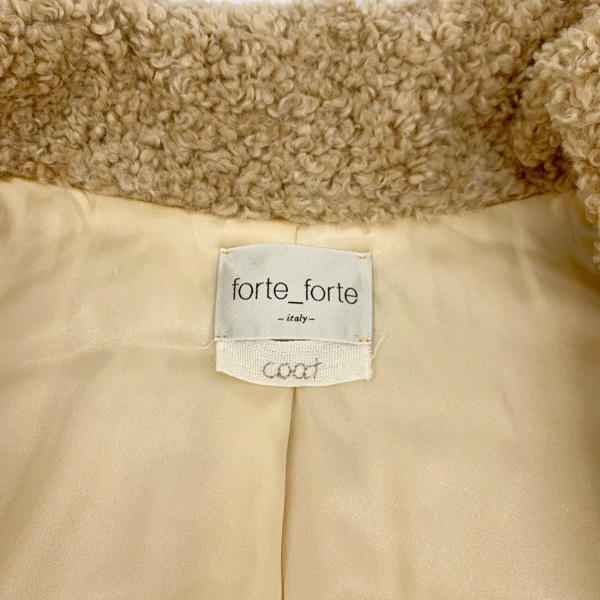 forte_forte
– italy –
coat